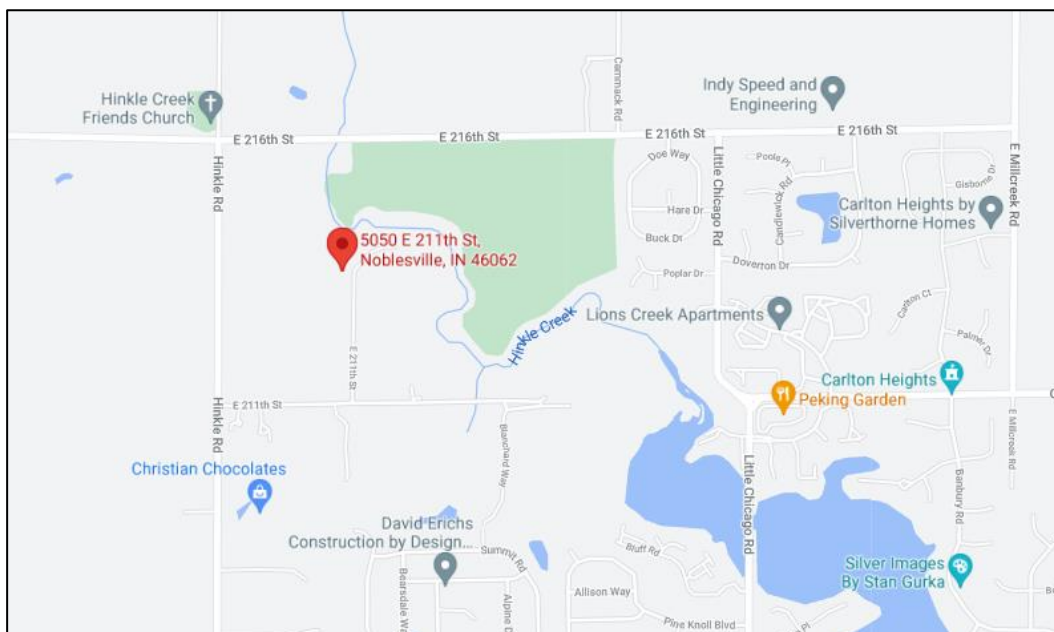 Hinkle Creek
Friends Church
E 216th St
E 216th St
E 216th St
E 216th St
Cammack Rd
Indy Speed and
Engineering
Hinkle Rd
Doe Way
Hare Dr
Buck Dr
Poplar Dr
Little Chicago Rd
Poole Pl
Candlewick Rd
Doverton Dr
Gisborne Dr
E Millcreek Rd
Carlton Heights by
Silverthorne Homes
5050 E 211th St,
Noblesville, IN 46062
Hinkle Creek
Lions Creek Apartments
Carlton Ct
Palmer Dr
E 211th St
E 211th St
Hinkle Rd
Carlton Heights
Peking Garden
Blanchard Way
Little Chicago Rd
E Millcreek Rd
Banbury Rd
Christian Chocolates
David Erichs
Construction by Design...
Summit Rd
Bluff Rd
Silver Images
By Stan Gurka
Bearsdale Wa
Alpine D
Allison Way
Pine Knoll Blvd